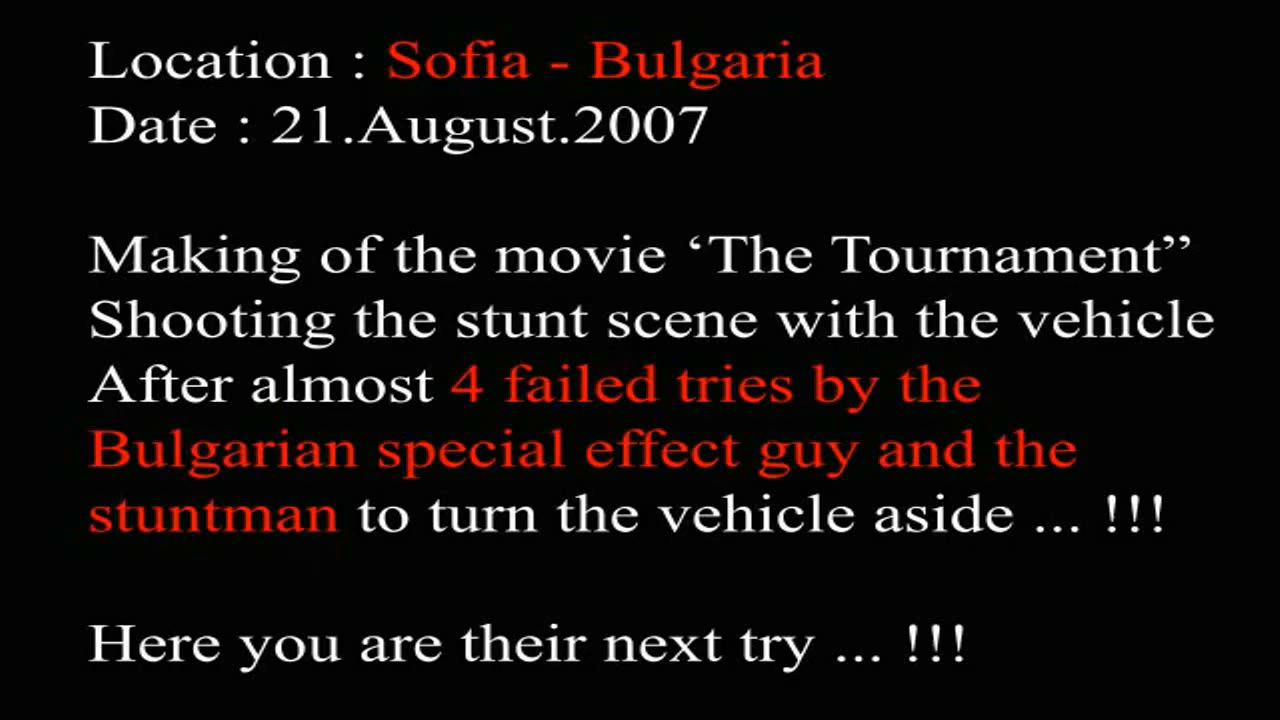 Location : Sofia - Bulgaria
Date : 21.August.2007
Making of the movie ‘The Tournament”
Shooting the stunt scene with the vehicle
After almost 4 failed tries by the
Bulgarian special effect guy and the
stuntman to turn the vehicle aside ... !!!
Here you are their next try ... !!!